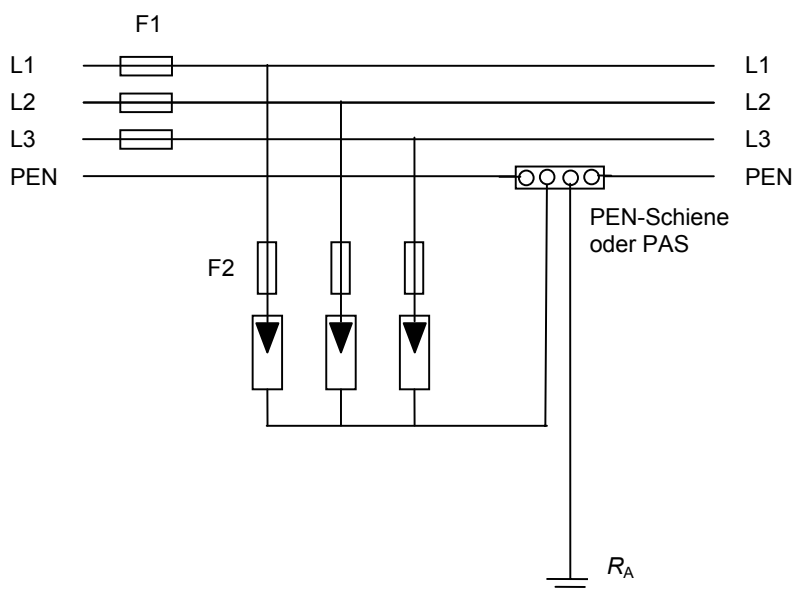 F1
L1 L1
L2 L2
L3 L3
PEN PEN
PEN-Schiene
oder PAS
F2
RA